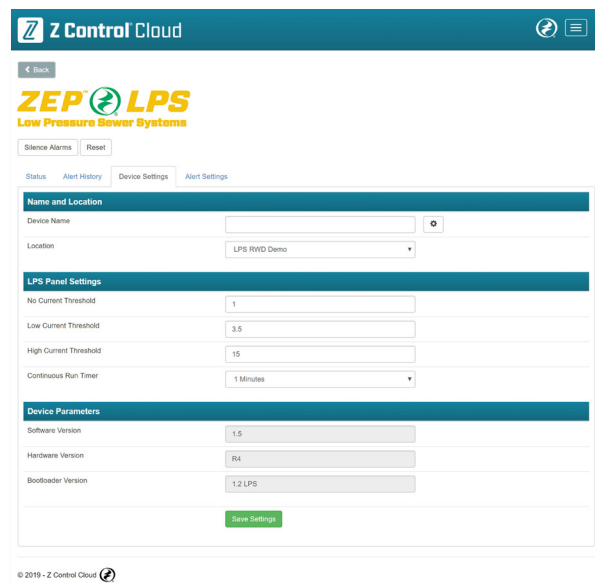 Z Control® Cloud
Back
ZEP™ LPS
Low Pressure Sewer Systems
Silence Alarms Reset
Status Alert History Device Settings Alert Settings
Name and Location
Device Name
Location LPS RWD Demo
LPS Panel Settings
No Current Threshold 1
Low Current Threshold 3.5
High Current Threshold 15
Continuous Run Timer 1 Minutes
Device Parameters
Software Version 1.5
Hardware Version R4
Bootloader Version 1.2 LPS
Save Settings
© 2019 - Z Control Cloud